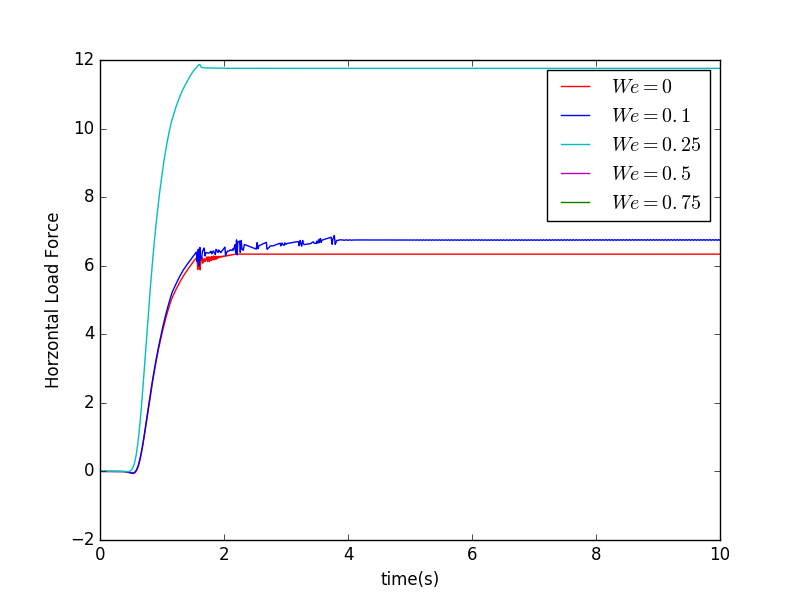 12
10
8
6
4
2
0
−2
Horzontal Load Force
We = 0
We = 0.1
We = 0.25
We = 0.5
We = 0.75
0 2 4 6 8 10
time(s)